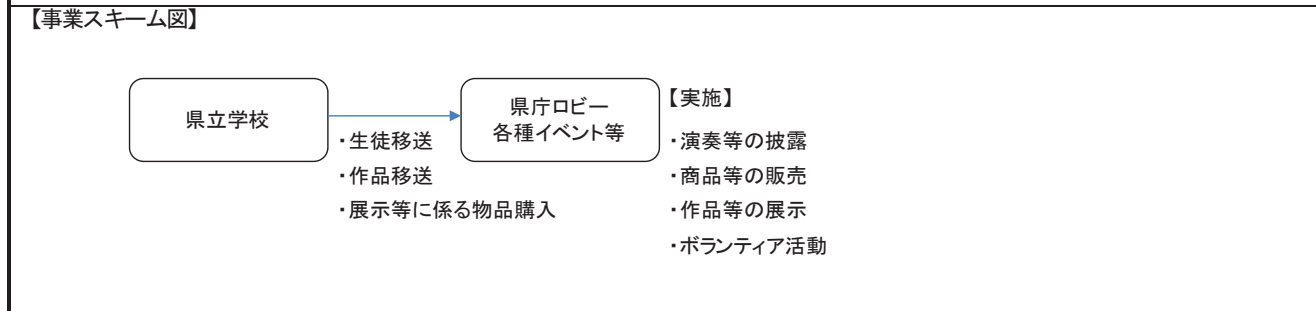 【事業スキーム図】
県立学校
・生徒移送
・作品移送
・展示等に係る物品購入
県庁ロビー
各種イベント等
【実施】
・演奏等の披露
・商品等の販売
・作品等の展示
・ボランティア活動